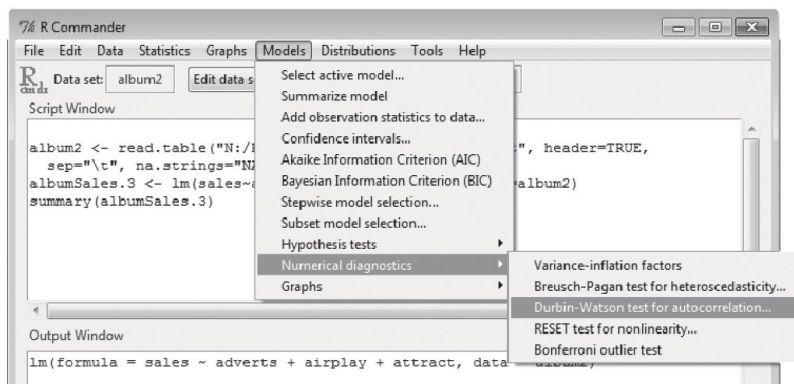 R Commander
File Edit Data Statistics Graphs Models Distributions Tools Help
Data set: album2 Edit data s
Script Window
album2 <- read.table("N:/ ", header=TRUE,
sep="\t", na.strings="N
albumSales.3 <- lm(sales~a =album2)
summary(albumSales.3)
Select active model...
Summarize model
Add observation statistics to data...
Confidence intervals...
Akaike Information Criterion (AIC)
Bayesian Information Criterion (BIC)
Stepwise model selection...
Subset model selection...
Hypothesis tests
Numerical diagnostics
Graphs
Variance-inflation factors
Breusch-Pagan test for heteroscedasticity...
Durbin-Watson test for autocorrelation...
RESET test for nonlinearity...
Bonferroni outlier test
Output Window
lm(formula = sales ~ adverts + airplay + attract, data